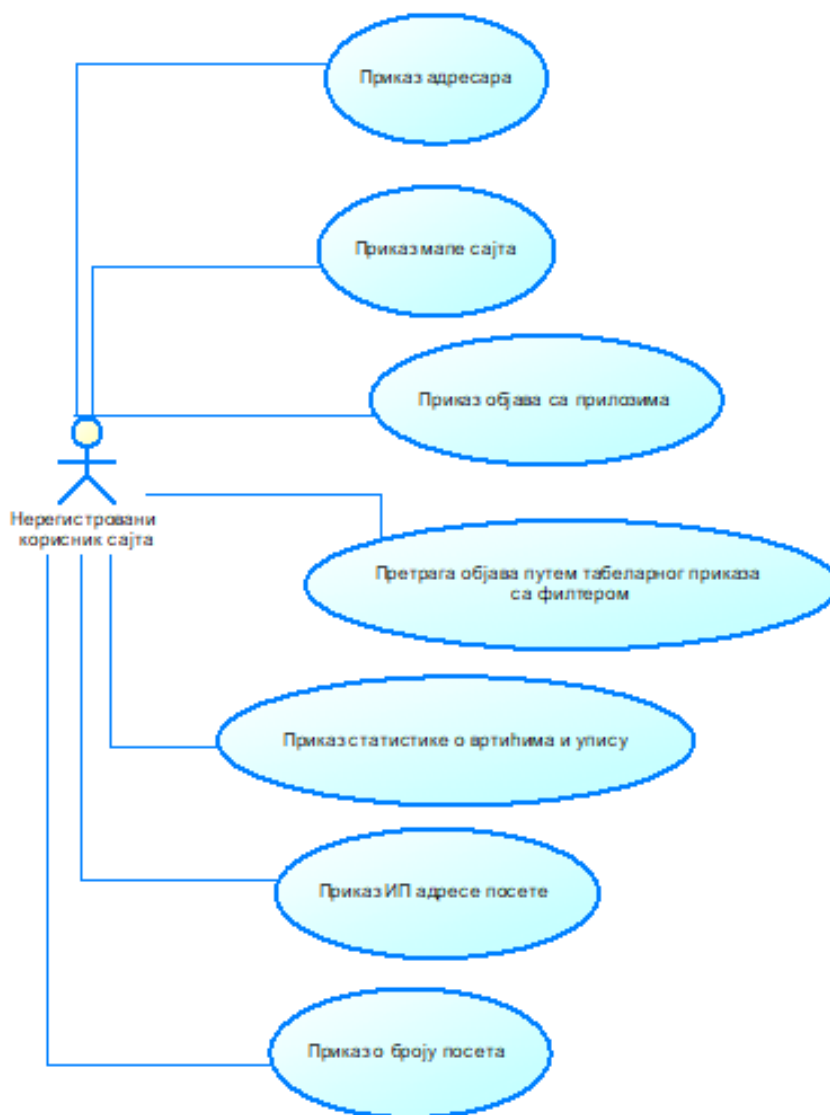 Приказ адресара
Приказ мапе сајта
Приказ објава са прилозима
Нерегистровани
корисник сајта
Претрага објава путем табеларног приказа
са филтером
Приказ статистике о вртићима и упису
Приказ ИП адресе посете
Приказ о броју посета